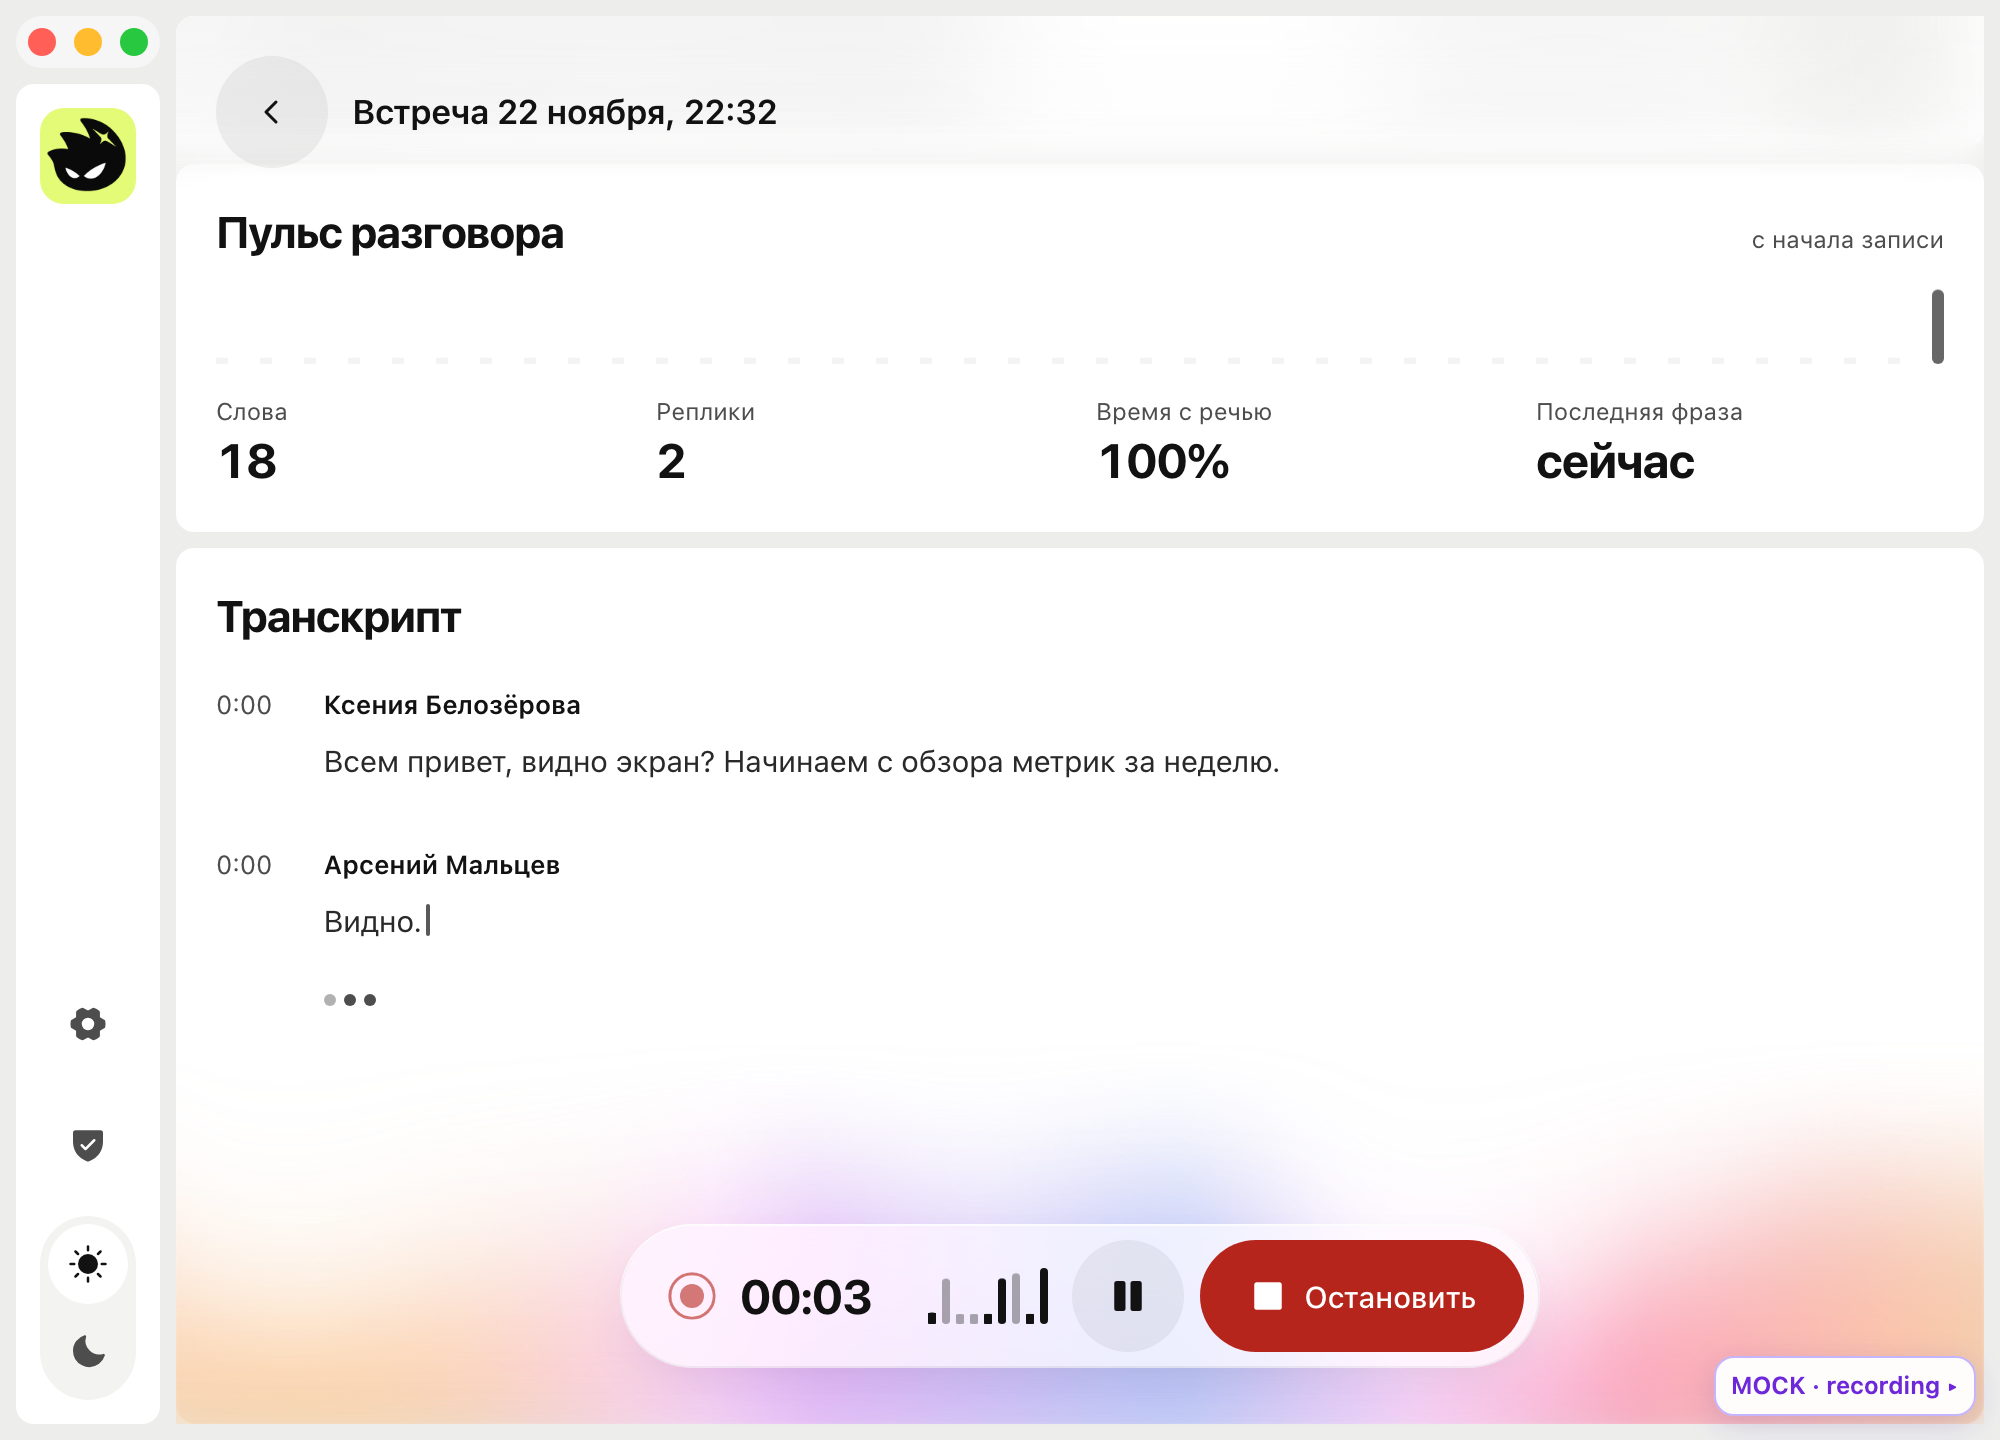 Встреча 22 ноября, 22:32
Пульс разговора
с начала записи
Слова
18
Реплики
2
Время с речью
100%
Последняя фраза
сейчас
Транскрипт
0:00 Ксения Белозёрова
Всем привет, видно экран? Начинаем с обзора метрик за неделю.
0:00 Арсений Мальцев
Видно.
00:03
Остановить
MOCK · recording ▸